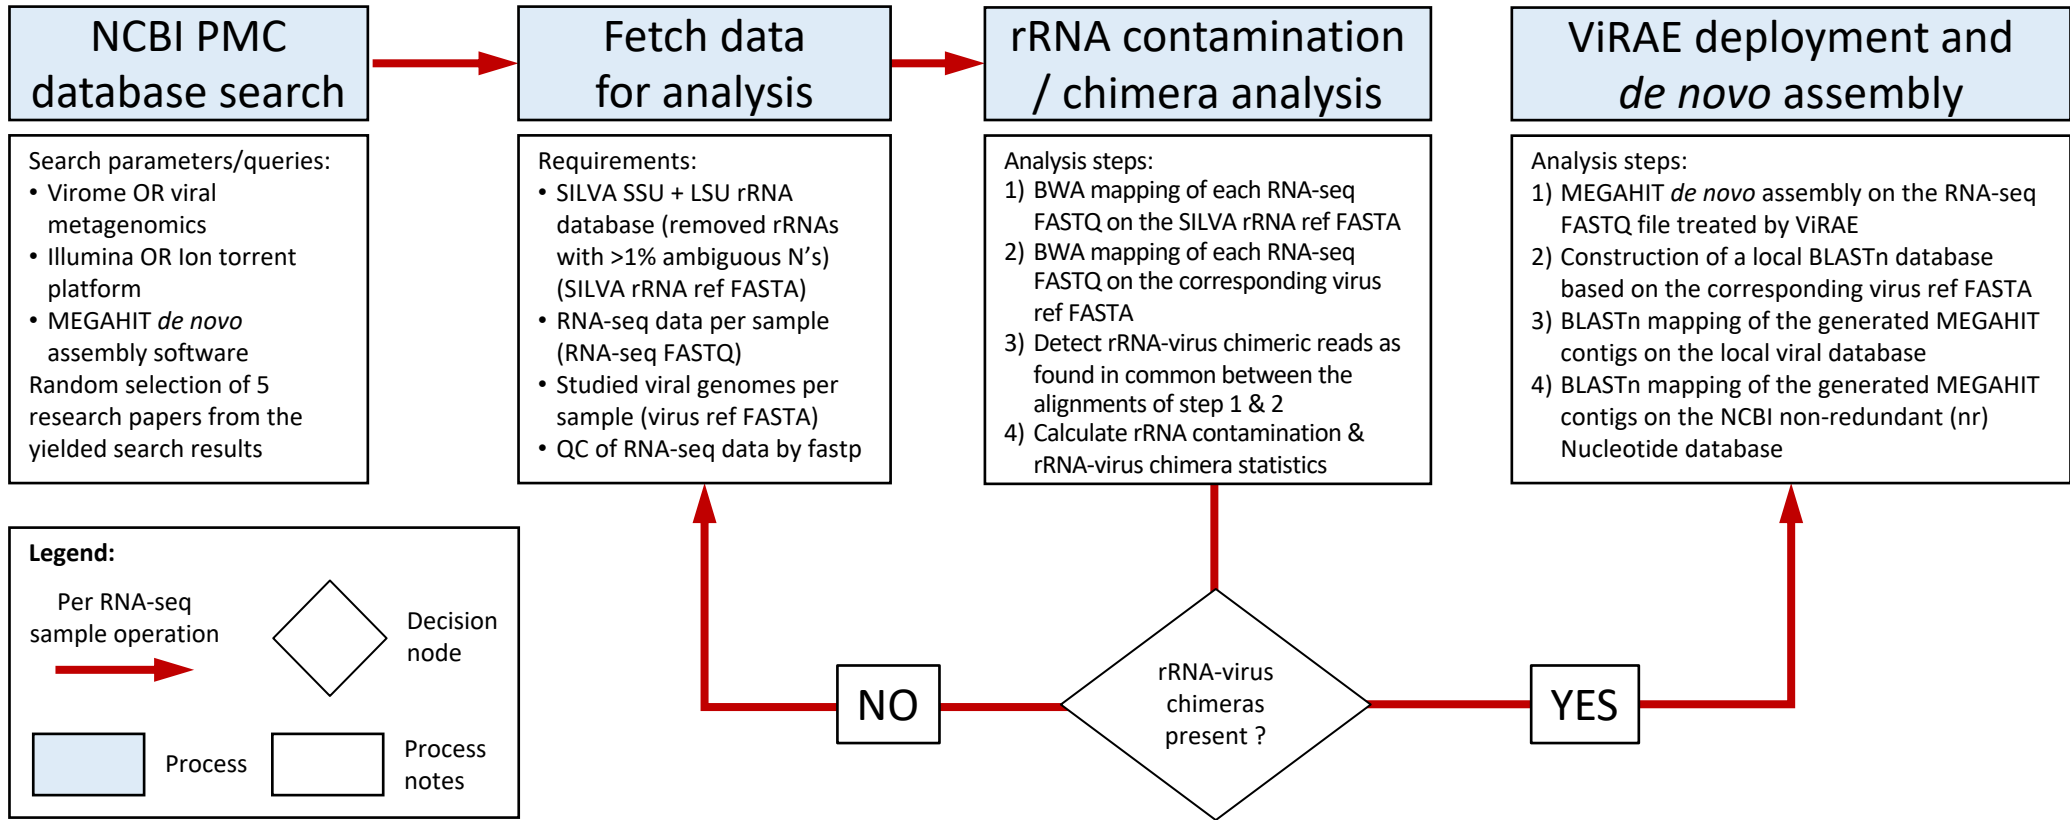 NCBI PMC
database search
Search parameters/queries:
• Virome OR viral
metagenomics
• Illumina OR Ion torrent
platform
• MEGAHIT de novo
assembly software
Random selection of 5
research papers from the
yielded search results
Fetch data
for analysis
Requirements:
• SILVA SSU + LSU rRNA
database (removed rRNAs
with >1% ambiguous N’s)
(SILVA rRNA ref FASTA)
• RNA-seq data per sample
(RNA-seq FASTQ)
• Studied viral genomes per
sample (virus ref FASTA)
• QC of RNA-seq data by fastp
rRNA contamination
/ chimera analysis
Analysis steps:
1) BWA mapping of each RNA-seq
FASTQ on the SILVA rRNA ref FASTA
2) BWA mapping of each RNA-seq
FASTQ on the corresponding virus
ref FASTA
3) Detect rRNA-virus chimeric reads as
found in common between the
alignments of step 1 & 2
4) Calculate rRNA contamination &
rRNA-virus chimera statistics
ViRAE deployment and
de novo assembly
Analysis steps:
1) MEGAHIT de novo assembly on the RNA-seq
FASTQ file treated by ViRAE
2) Construction of a local BLASTn database
based on the corresponding virus ref FASTA
3) BLASTn mapping of the generated MEGAHIT
contigs on the local viral database
4) BLASTn mapping of the generated MEGAHIT
contigs on the NCBI non-redundant (nr)
Nucleotide database
Legend:
Per RNA-seq
sample operation
Decision
node
Process
Process
notes
NO
rRNA-virus
chimeras
present ?
YES